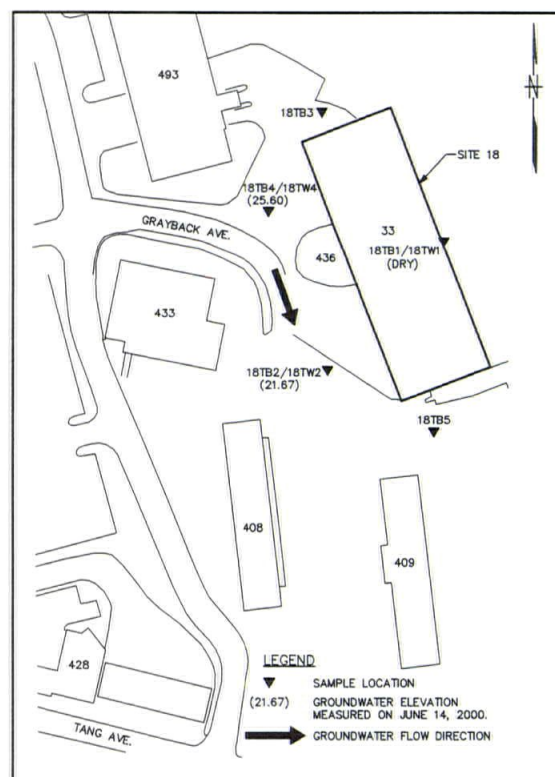 493
N
18TB3
SITE 18
18TB4/18TW4
(25.60)
GRAYBACK AVE.
33
18TB1/18TW1
(DRY)
436
433
18TB2/18TW2
(21.67)
18TB5
408
409
428
TANG AVE.
LEGEND
SAMPLE LOCATION
(21.67) GROUNDWATER ELEVATION
MEASURED ON JUNE 14, 2000.
GROUNDWATER FLOW DIRECTION